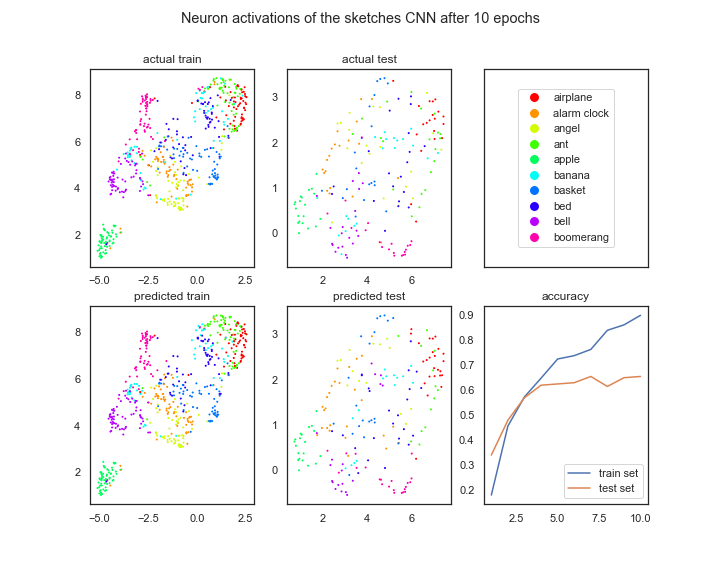 Neuron activations of the sketches CNN after 10 epochs
actual train
8
6
4
2
−5.0 −2.5 0.0 2.5
actual test
3
2
1
0
2 4 6
airplane
alarm clock
angel
ant
apple
banana
basket
bed
bell
boomerang
predicted train
8
6
4
2
−5.0 −2.5 0.0 2.5
predicted test
3
2
1
0
2 4 6
accuracy
0.9
0.8
0.7
0.6
0.5
0.4
0.3
0.2
train set
test set
2.5 5.0 7.5 10.0